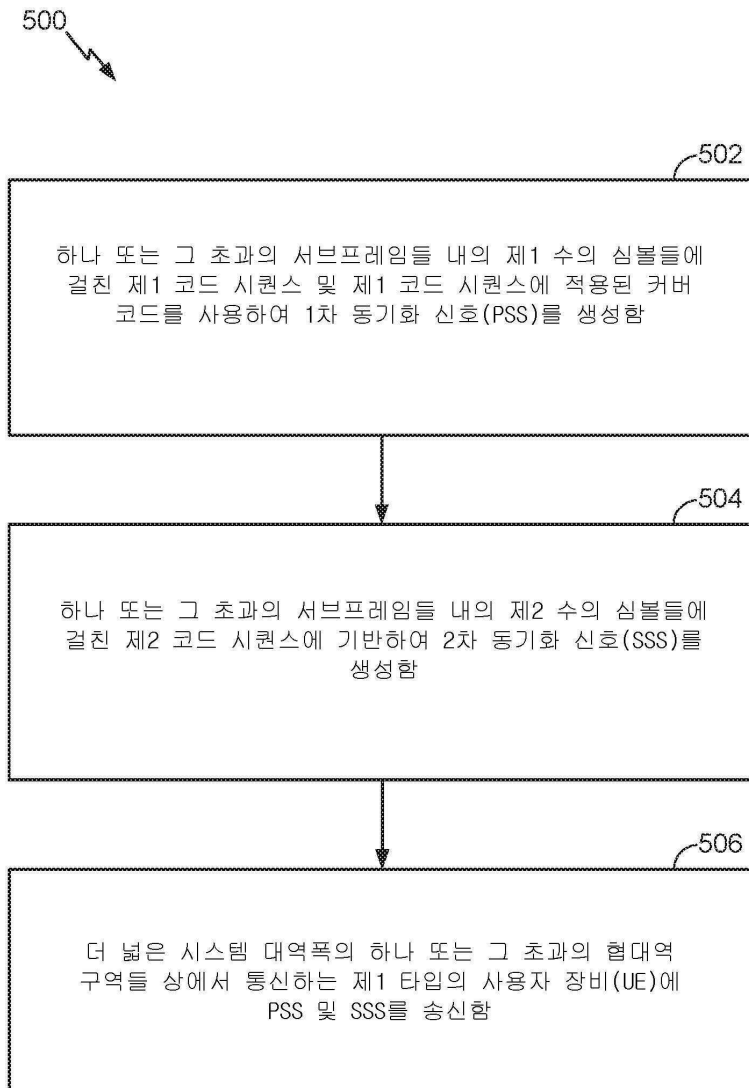 500
502
하나 또는 그 초과의 서브프레임들 내의 제1 수의 심볼들에
걸친 제1 코드 시퀀스 및 제1 코드 시퀀스에 적용된 커버
코드를 사용하여 1차 동기화 신호(PSS)를 생성함
504
하나 또는 그 초과의 서브프레임들 내의 제2 수의 심볼들에
걸친 제2 코드 시퀀스에 기반하여 2차 동기화 신호(SSS)를
생성함
506
더 넓은 시스템 대역폭의 하나 또는 그 초과의 협대역
구역들 상에서 통신하는 제1 타입의 사용자 장비(UE)에
PSS 및 SSS를 송신함